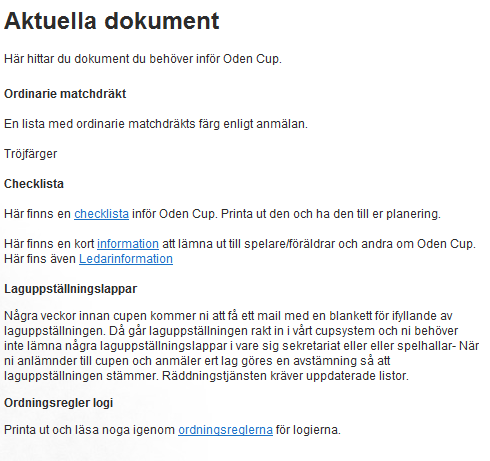 Aktuella dokument
Här hittar du dokument du behöver inför Oden Cup.
Ordinarie matchdräkt
En lista med ordinarie matchdräkts färg enligt anmälan.
Tröjfärger
Checklista
Här finns en checklista inför Oden Cup. Printa ut den och ha den till er planering.
Här finns en kort information att lämna ut till spelare/föräldrar och andra om Oden Cup.
Här fins även Ledarinformation
Laguppställningslappar
Några veckor innan cupen kommer ni att få ett mail med en blankett för ifyllande av
laguppställningen. Då går laguppställningen rakt in i vårt cupsystem och ni behöver
inte lämna några laguppställningslappar i vare sig sekretariat eller eller spelhallar- När
ni anlämnder till cupen och anmäler ert lag göres en avstämning så att
laguppställningen stämmer. Räddningstjänsten kräver uppdaterade listor.
Ordningsregler logi
Printa ut och läsa noga igenom ordningsreglerna för logierna.